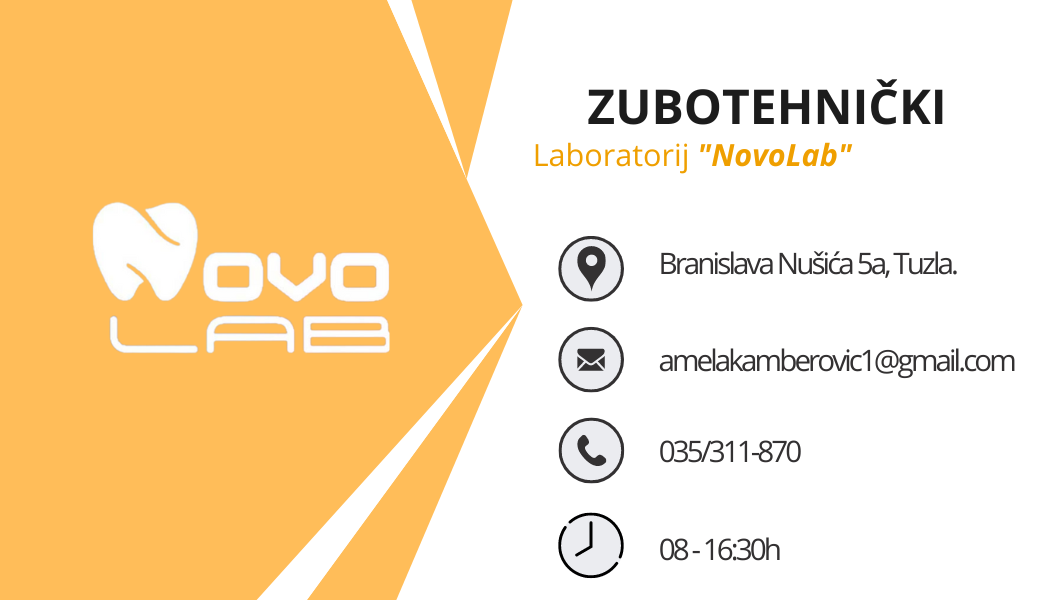 Novo
LAB
ZUBOTEHNIČKI
Laboratorij "NovoLab"
Branislava Nušića 5a, Tuzla.
amelakamberovic1@gmail.com
035/311-870
08 - 16:30h